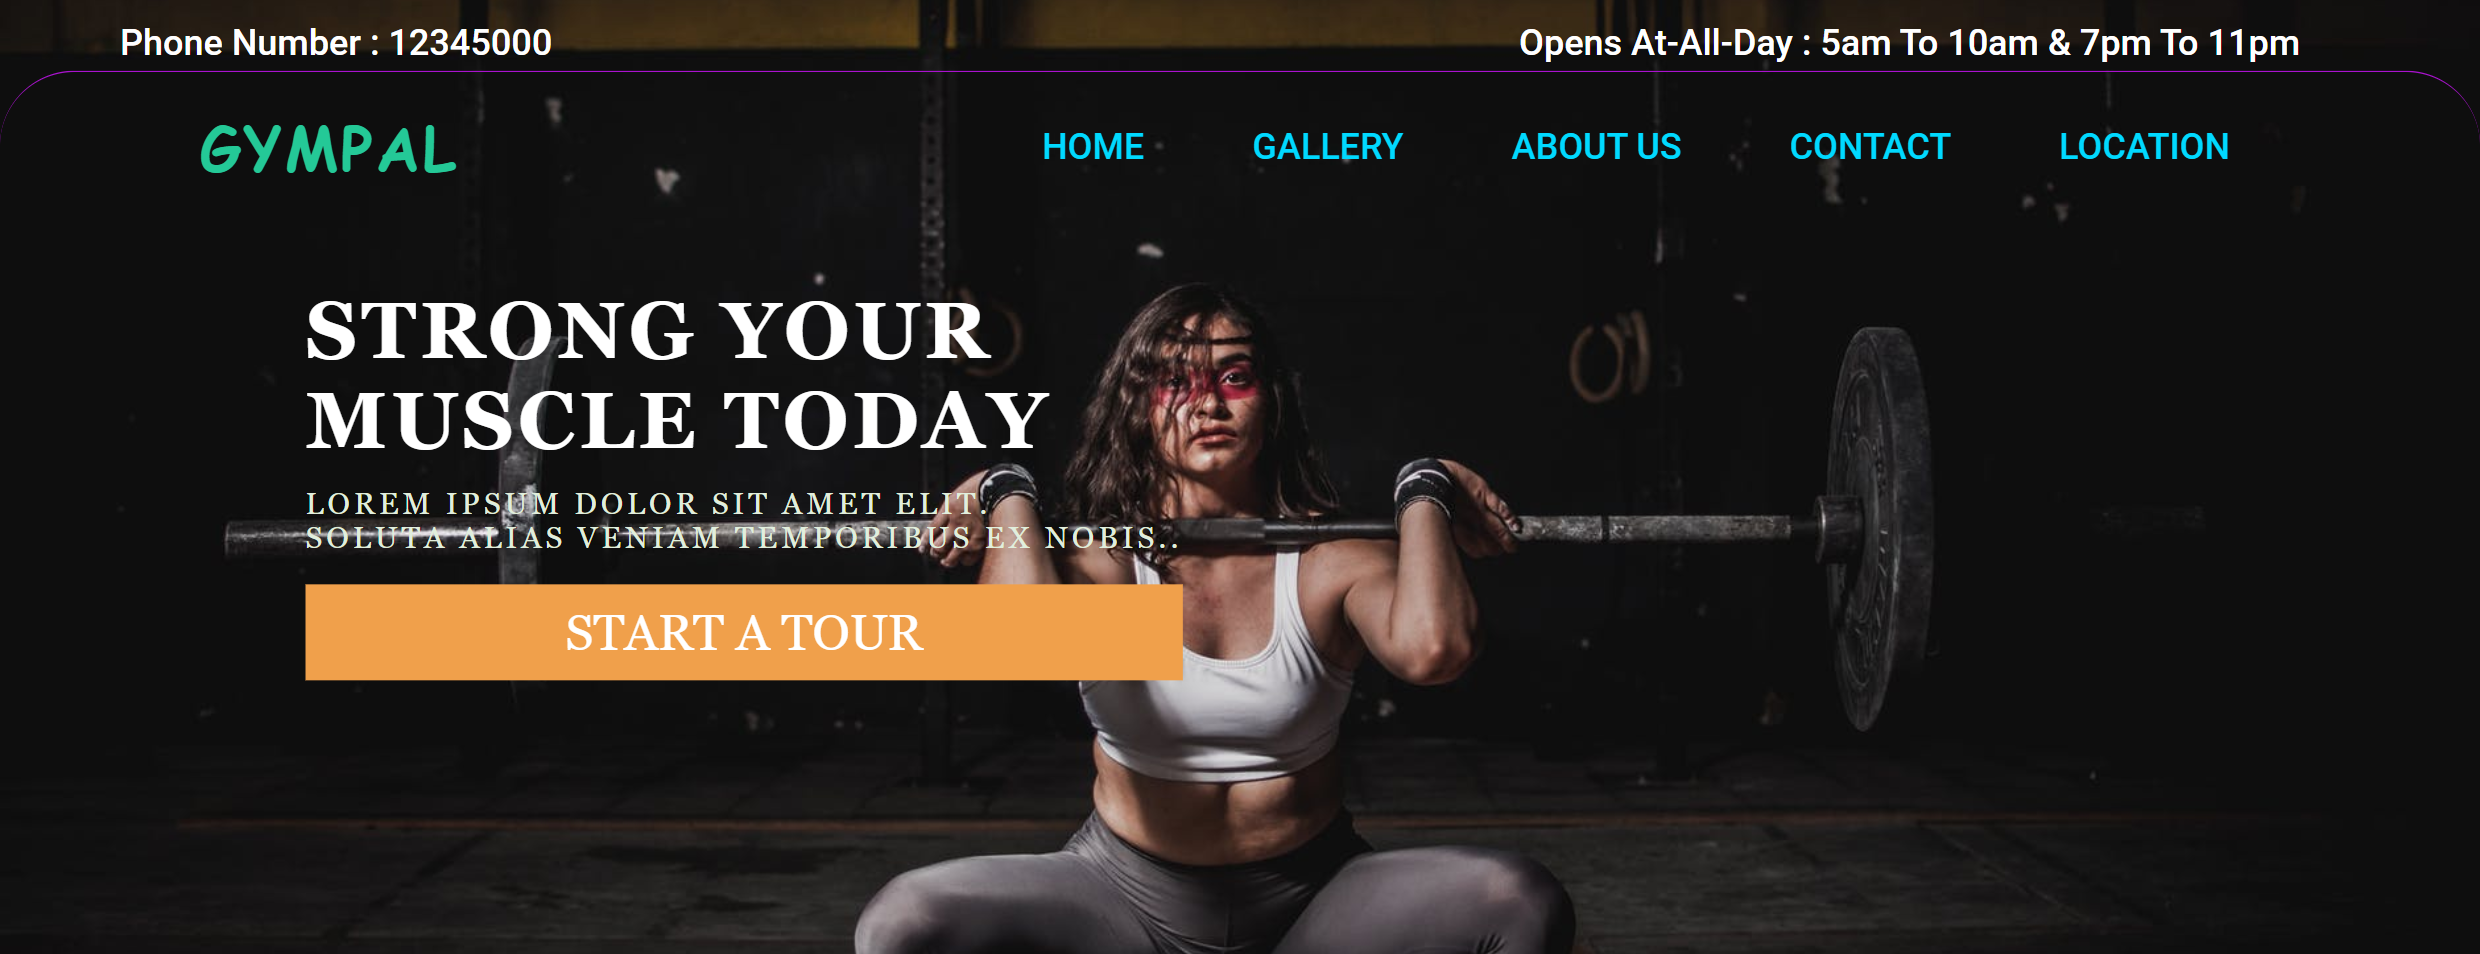 Phone Number : 12345000
Opens At-All-Day : 5am To 10am & 7pm To 11pm
GYMPAL
HOME
GALLERY
ABOUT US
CONTACT
LOCATION
STRONG YOUR
MUSCLE TODAY
LOREM IPSUM DOLOR SIT AMET ELIT.
SOLUTA ALIAS VENIAM TEMPORIBUS EX NOBIS..
START A TOUR